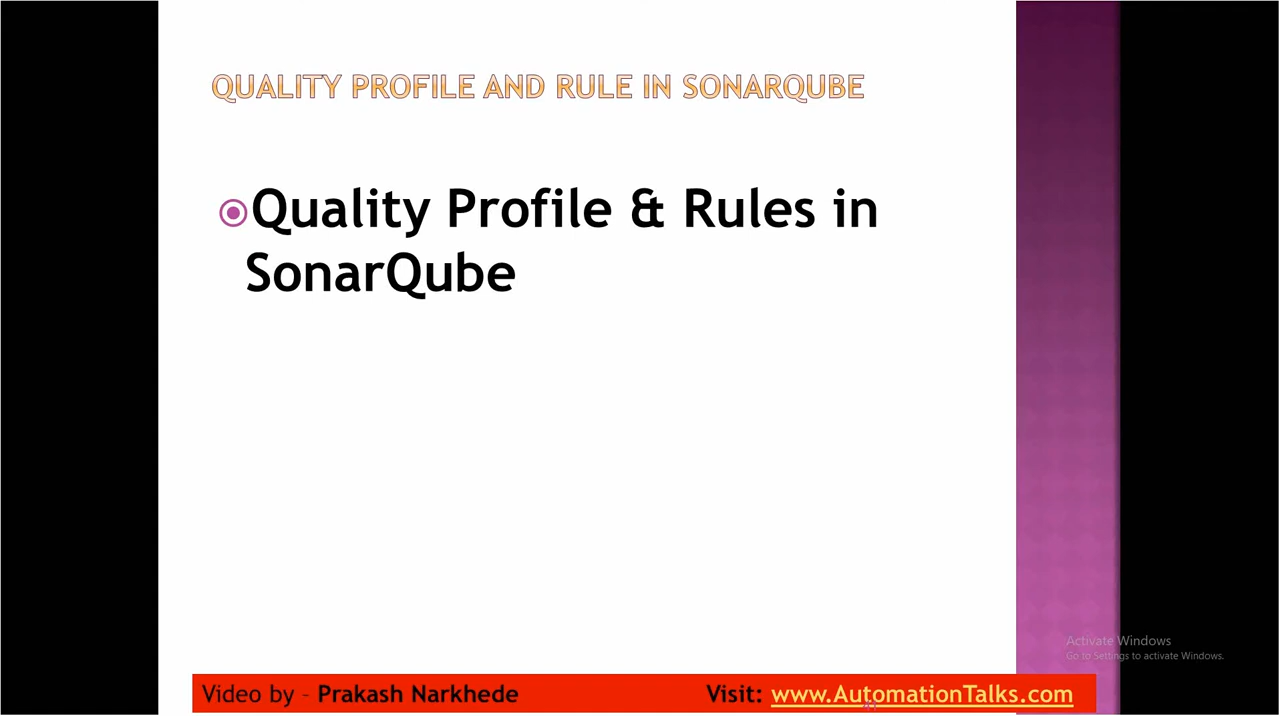 QUALITY PROFILE AND RULE IN SONARQUBE
Quality Profile & Rules in
SonarQube
Activate Windows
Go to Settings to activate Windows.
Video by - Prakash Narkhede Visit: www.AutomationTalks.com